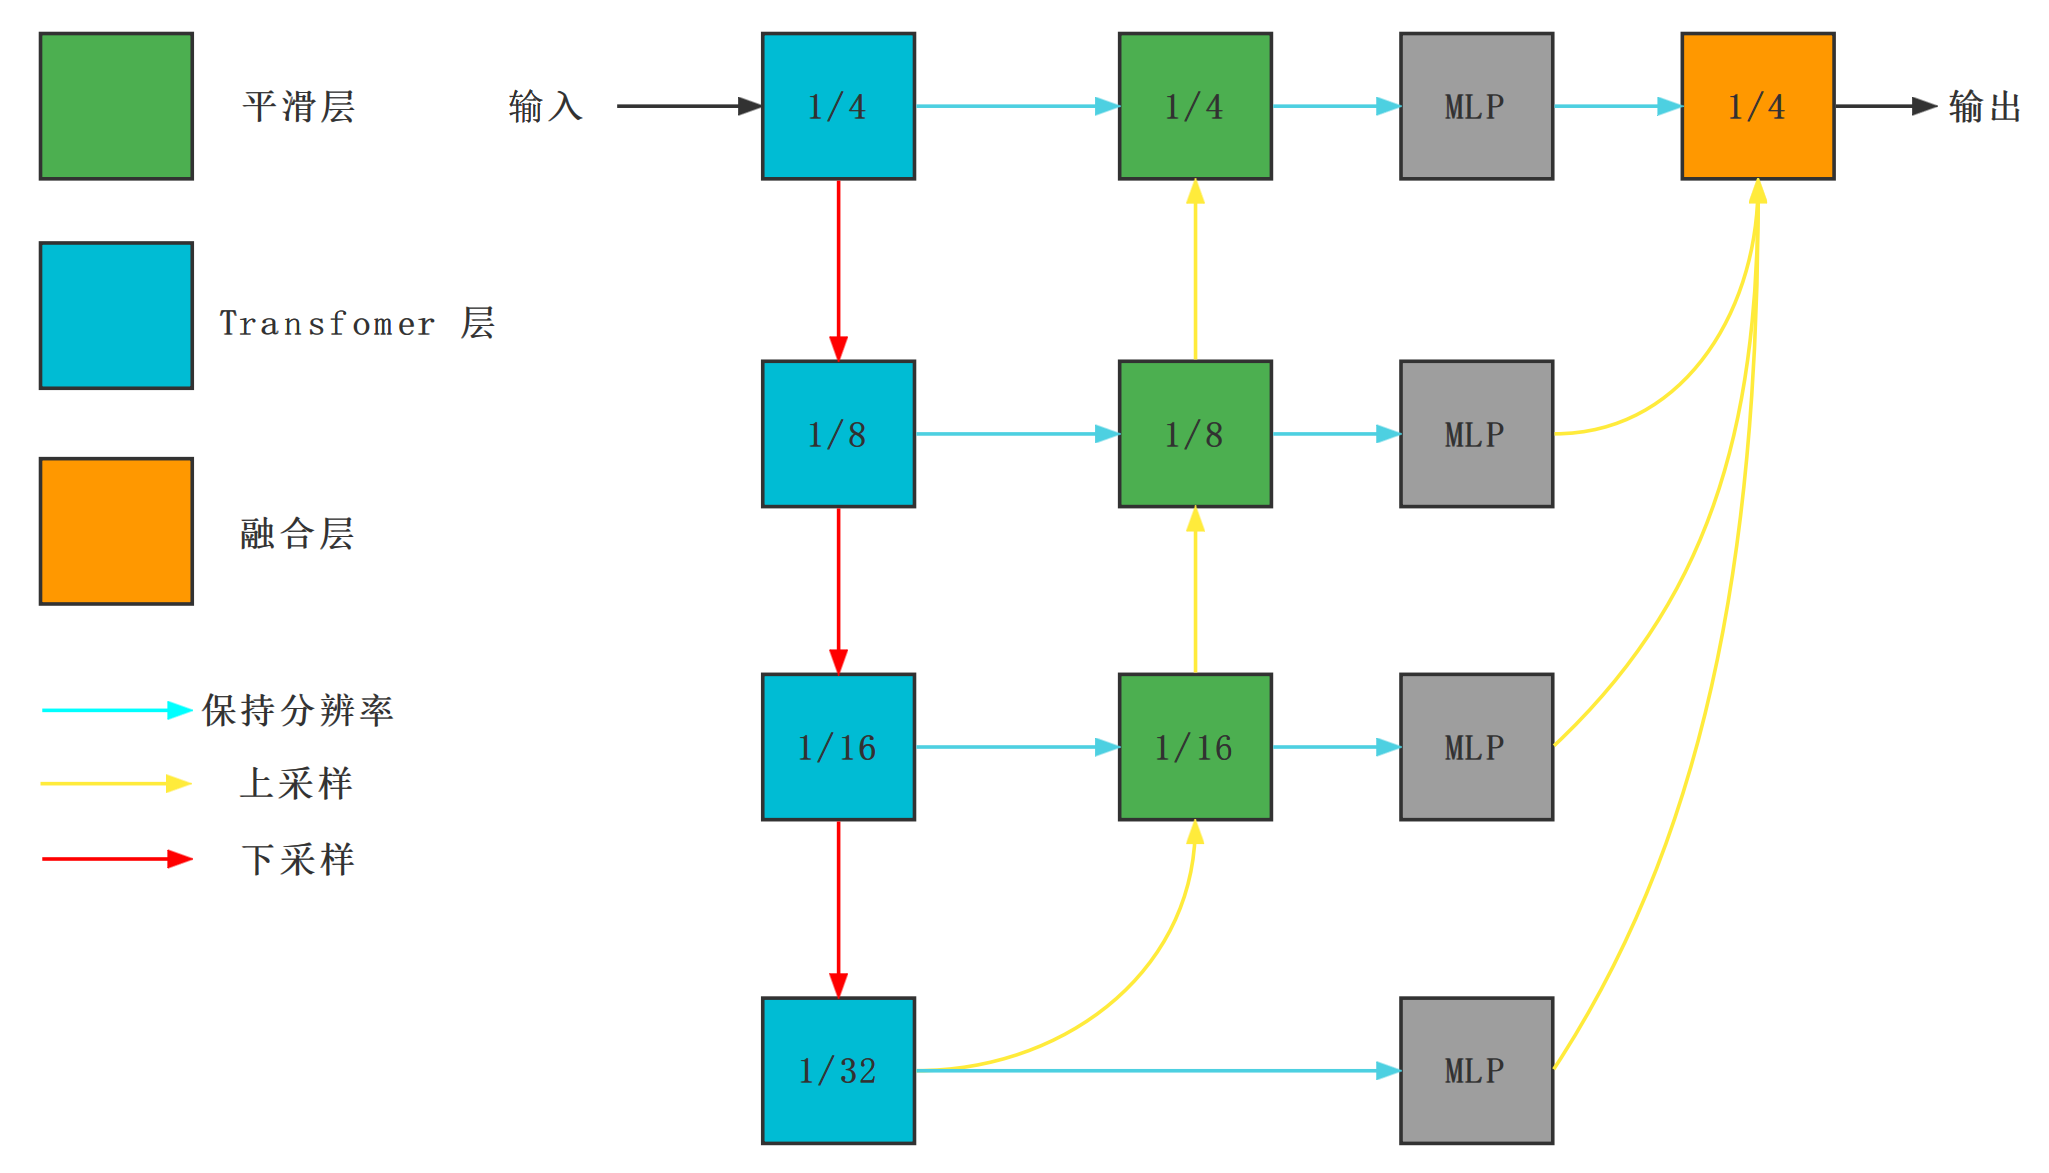 平滑层
输入
1/4
1/4
MLP
1/4
输出
Transfomer 层
1/8
1/8
MLP
融合层
保持分辨率
1/16
1/16
MLP
上采样
下采样
1/32
MLP